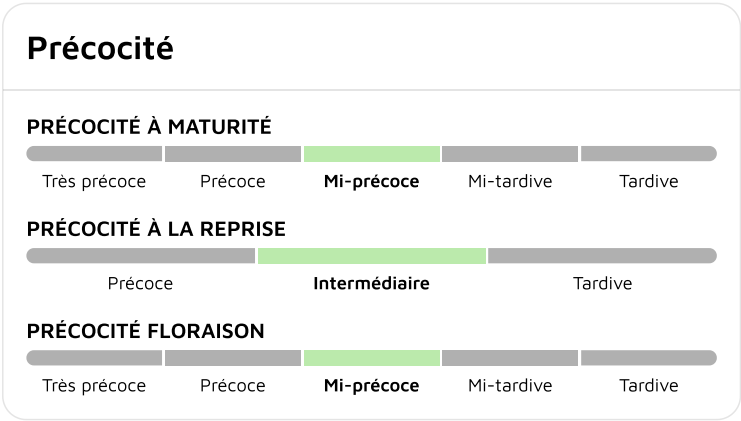 Précocité
PRÉCOCITÉ À MATURITÉ
Très précoce Précoce Mi-précoce Mi-tardive Tardive
PRÉCOCITÉ À LA REPRISE
Précoce Intermédiaire Tardive
PRÉCOCITÉ FLORAISON
Très précoce Précoce Mi-précoce Mi-tardive Tardive